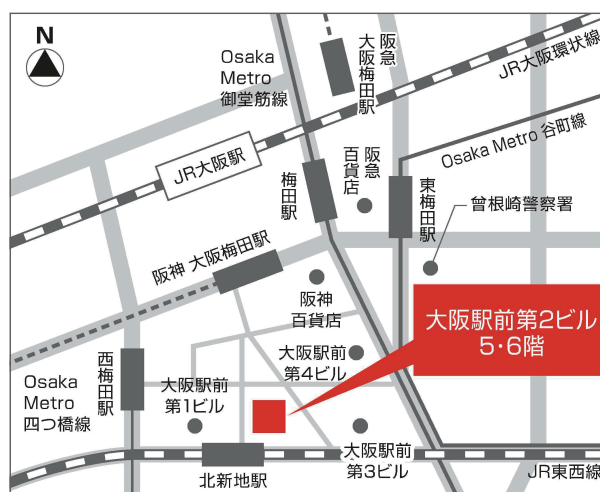 N
Osaka
Metro
御堂筋線
阪急
大阪梅田駅
JR大阪環状線
JR大阪駅
梅田駅
阪急
百貨店
東梅田駅
Osaka Metro 谷町線
曾根崎警察署
阪神 大阪梅田駅
阪神
百貨店
大阪駅前第2ビル
5・6階
大阪駅前
第4ビル
西梅田駅
Osaka
Metro
四つ橋線
大阪駅前
第1ビル
大阪駅前
第3ビル
北新地駅
JR東西線